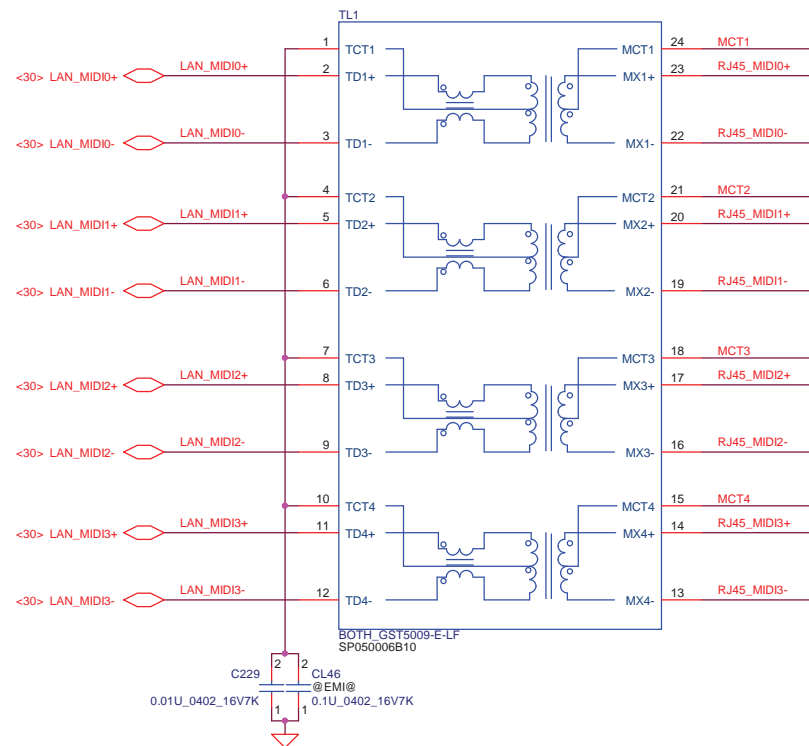 TL1
1 TCT1 MCT1 24 MCT1
<30> LAN_MIDI0+ LAN_MIDI0+ 2 TD1+ MX1+ 23 RJ45_MIDI0+
<30> LAN_MIDI0- LAN_MIDI0- 3 TD1- MX1- 22 RJ45_MIDI0-
4 TCT2 MCT2 21 MCT2
<30> LAN_MIDI1+ LAN_MIDI1+ 5 TD2+ MX2+ 20 RJ45_MIDI1+
<30> LAN_MIDI1- LAN_MIDI1- 6 TD2- MX2- 19 RJ45_MIDI1-
7 TCT3 MCT3 18 MCT3
<30> LAN_MIDI2+ LAN_MIDI2+ 8 TD3+ MX3+ 17 RJ45_MIDI2+
<30> LAN_MIDI2- LAN_MIDI2- 9 TD3- MX3- 16 RJ45_MIDI2-
10 TCT4 MCT4 15 MCT4
<30> LAN_MIDI3+ LAN_MIDI3+ 11 TD4+ MX4+ 14 RJ45_MIDI3+
<30> LAN_MIDI3- LAN_MIDI3- 12 TD4- MX4- 13 RJ45_MIDI3-
BOTH_GST5009-E-LF
SP050006B10
C229 2 2 CL46
@EMI@
0.01U_0402_16V7K 1 1 0.1U_0402_16V7K